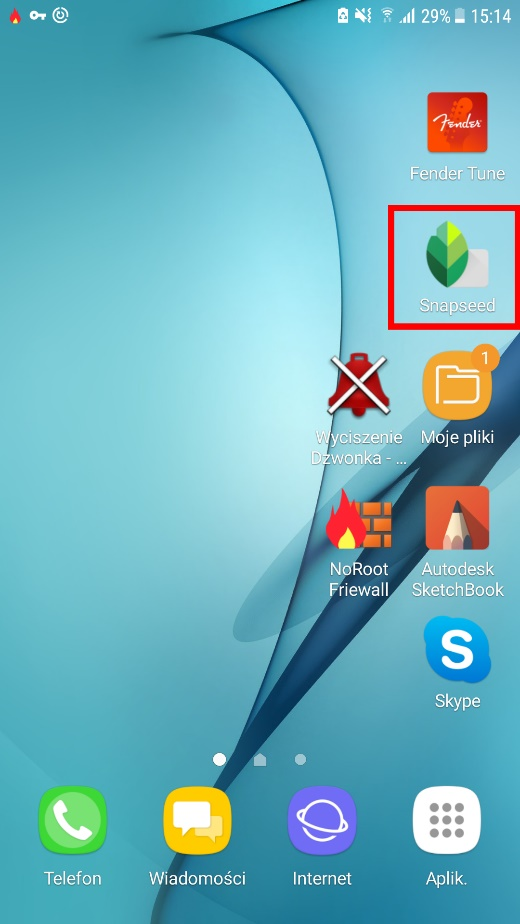 29% 15:14
Fender
Fender Tune
Snapseed
1
Wyciszenie
Dzwonka - ...
Moje pliki
NoRoot
Friewall
Autodesk
SketchBook
S
Skype
Telefon
Wiadomości
Internet
Aplik.